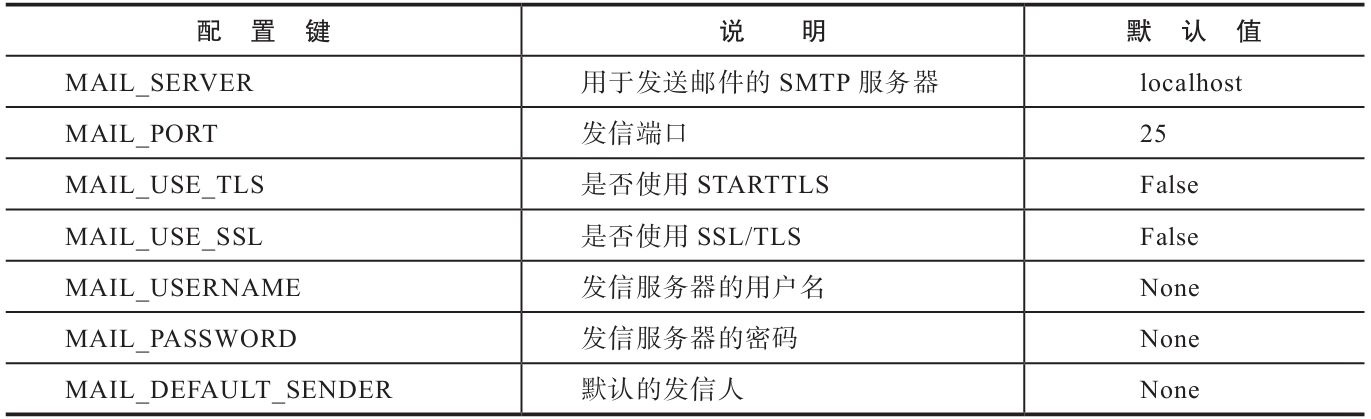 配 置 键 说 明 默 认 值
MAIL_SERVER 用于发送邮件的 SMTP 服务器 localhost
MAIL_PORT 发信端口 25
MAIL_USE_TLS 是否使用 STARTTLS False
MAIL_USE_SSL 是否使用 SSL/TLS False
MAIL_USERNAME 发信服务器的用户名 None
MAIL_PASSWORD 发信服务器的密码 None
MAIL_DEFAULT_SENDER 默认的发信人 None